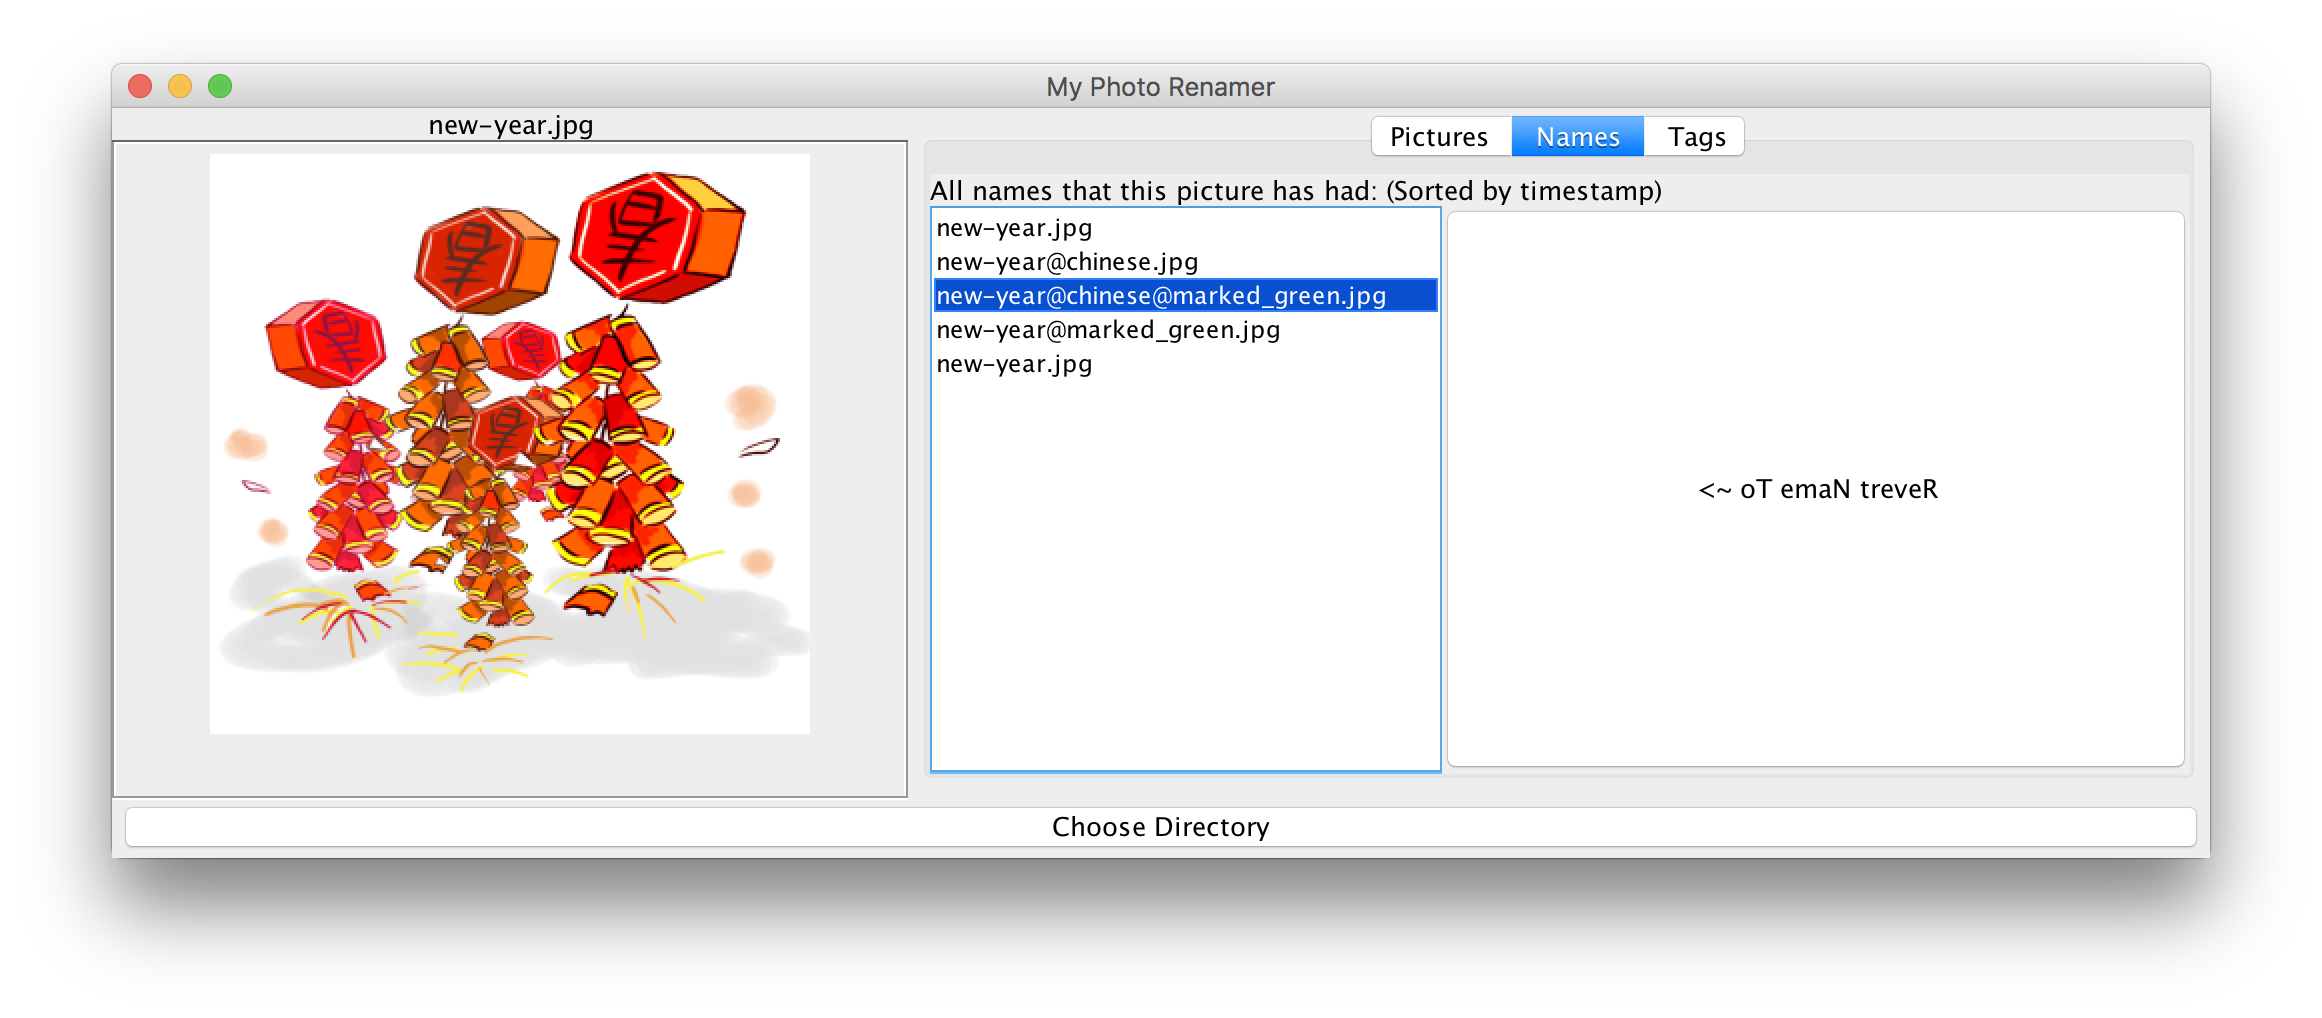 My Photo Renamer
new-year.jpg
Pictures Names Tags
All names that this picture has had: (Sorted by timestamp)
new-year.jpg
new-year@chinese.jpg
new-year@chinese@marked_green.jpg
new-year@marked_green.jpg
new-year.jpg
<~ oT emaN treveR
Choose Directory